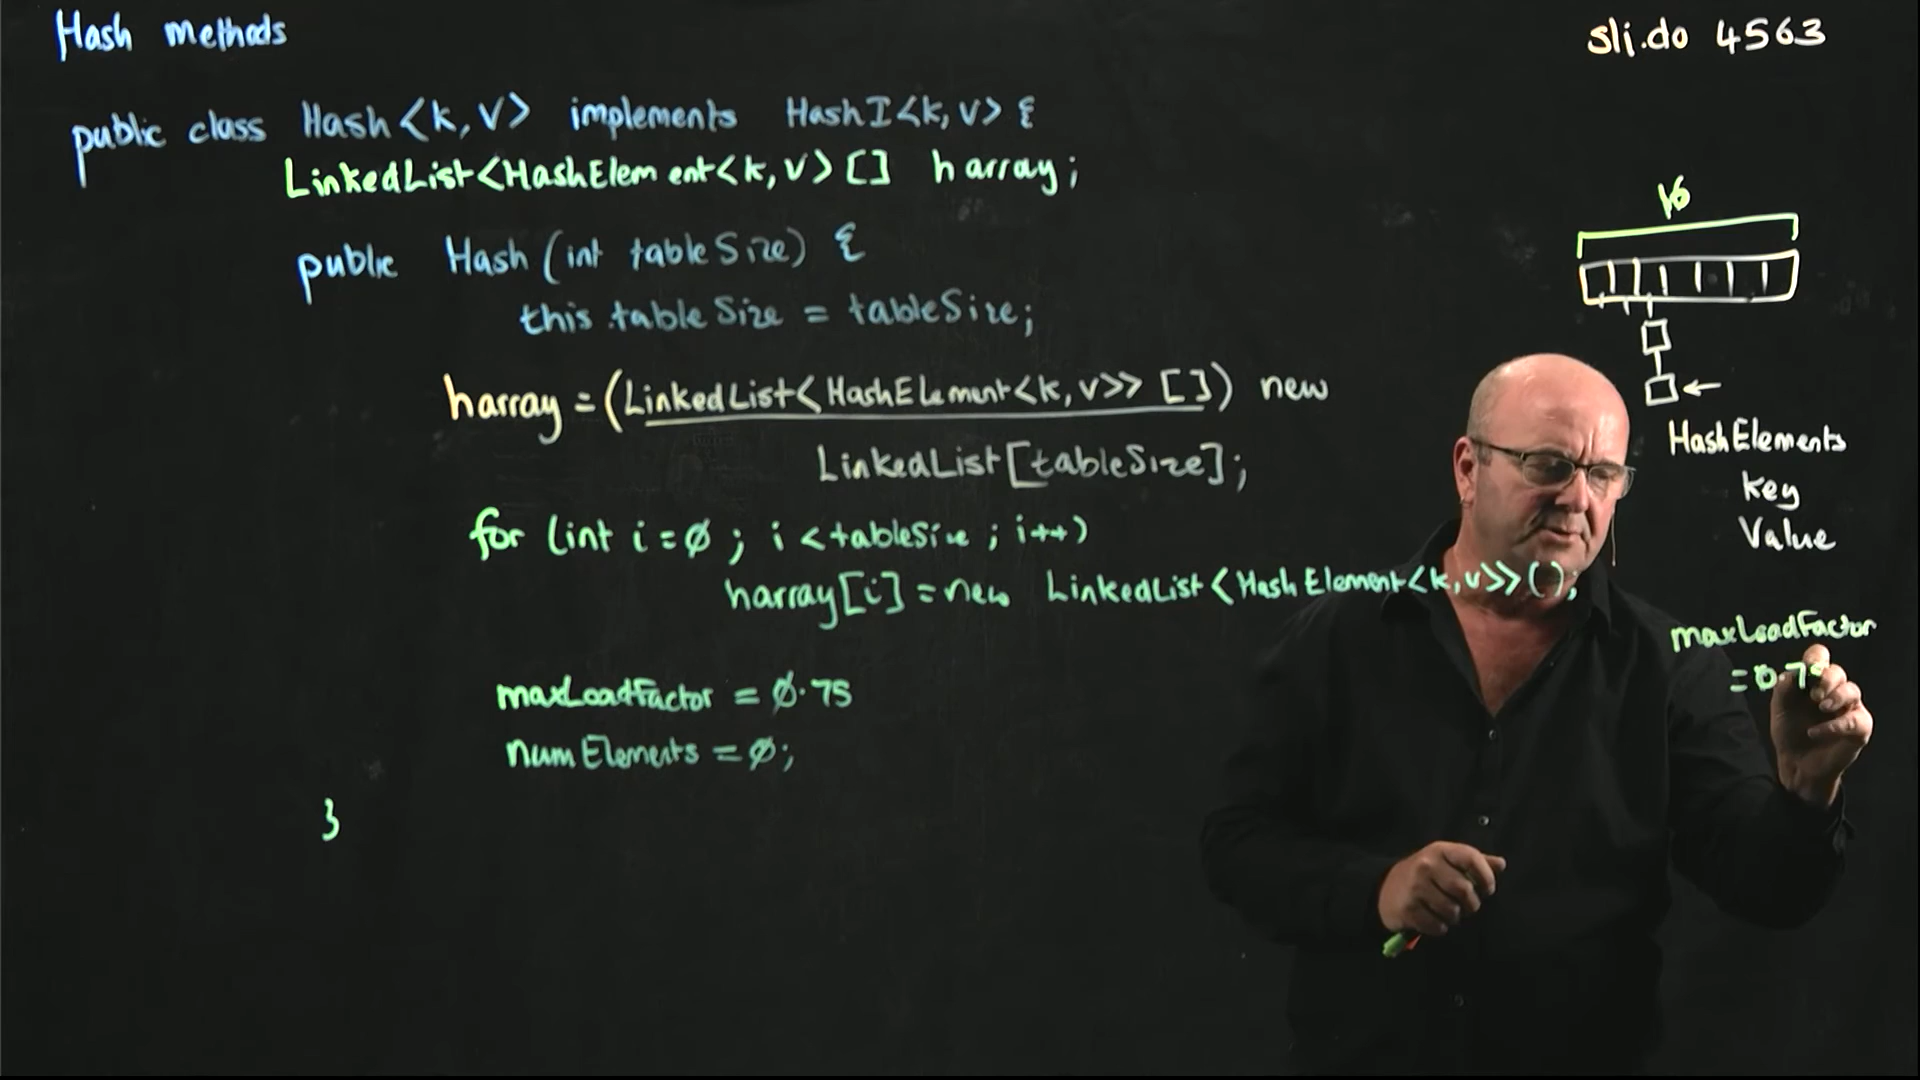 Hash methods
sli.do 4563
public class Hash<k, V> implements HashI<k, v> {
LinkedList<HashElement<k, V>[] harray;
public Hash (int tableSize) {
this.tableSize = tableSize;
harray = (LinkedList<HashElement<k, v>> []) new
LinkedList[tableSize];
for (int i = 0 ; i < tableSize ; i++)
harray[i] = new LinkedList<HashElement<k, v>>();
maxLoadFactor = 0.75
numElements = 0;
}
16
HashElements
key
Value
maxLoadFactor
= 0.75